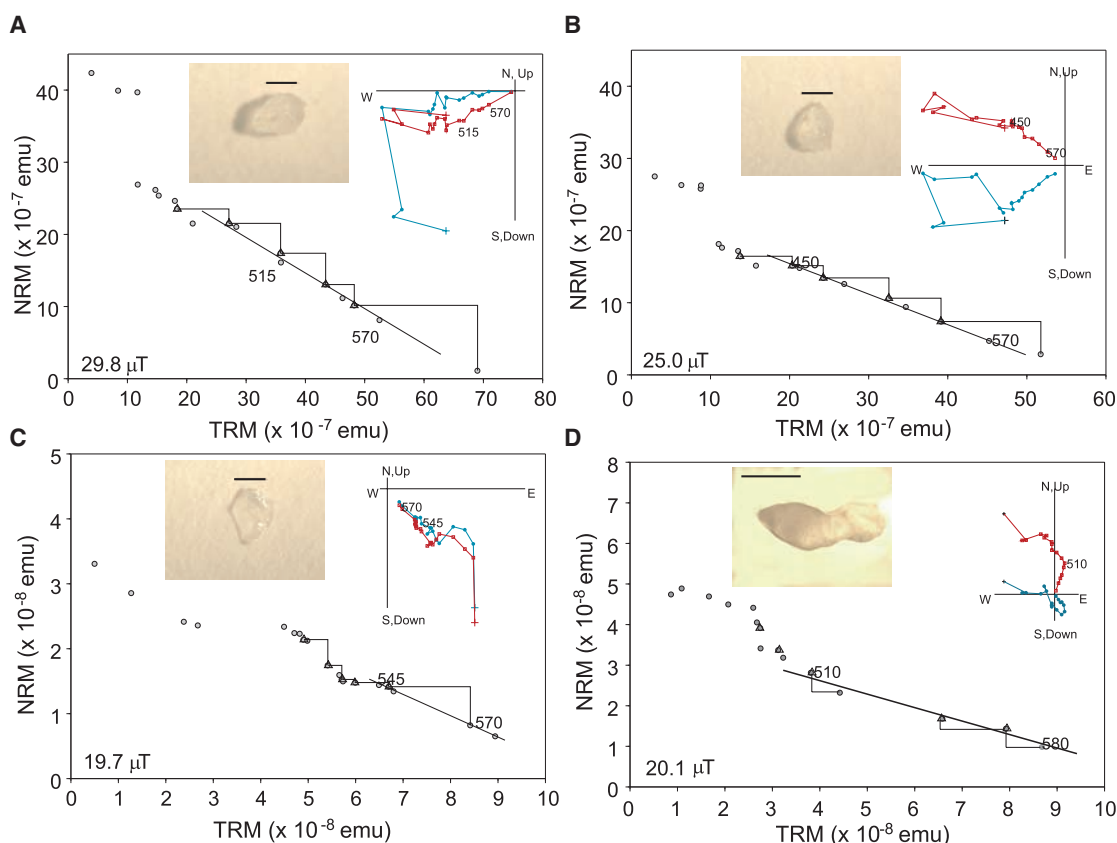 A
NRM (x 10-7 emu)
40
30
20
10
0
N, Up
W
570
515
S,Down
515
570
29.8 μT
0 10 20 30 40 50 60 70 80
TRM (x 10-7 emu)
B
NRM (x 10-7 emu)
40
30
20
10
0
N,Up
450
570
W E
S,Down
450
570
25.0 μT
0 10 20 30 40 50 60
TRM (x 10-7 emu)
C
NRM (x 10-8 emu)
5
4
3
2
1
0
N,Up
W E
570
545
S,Down
545
570
19.7 μT
0 1 2 3 4 5 6 7 8 9 10
TRM (x 10-8 emu)
D
NRM (x 10-8 emu)
8
7
6
5
4
3
2
1
0
N,Up
510
W E
S,Down
510
580
20.1 μT
0 1 2 3 4 5 6 7 8 9 10
TRM (x 10-8 emu)